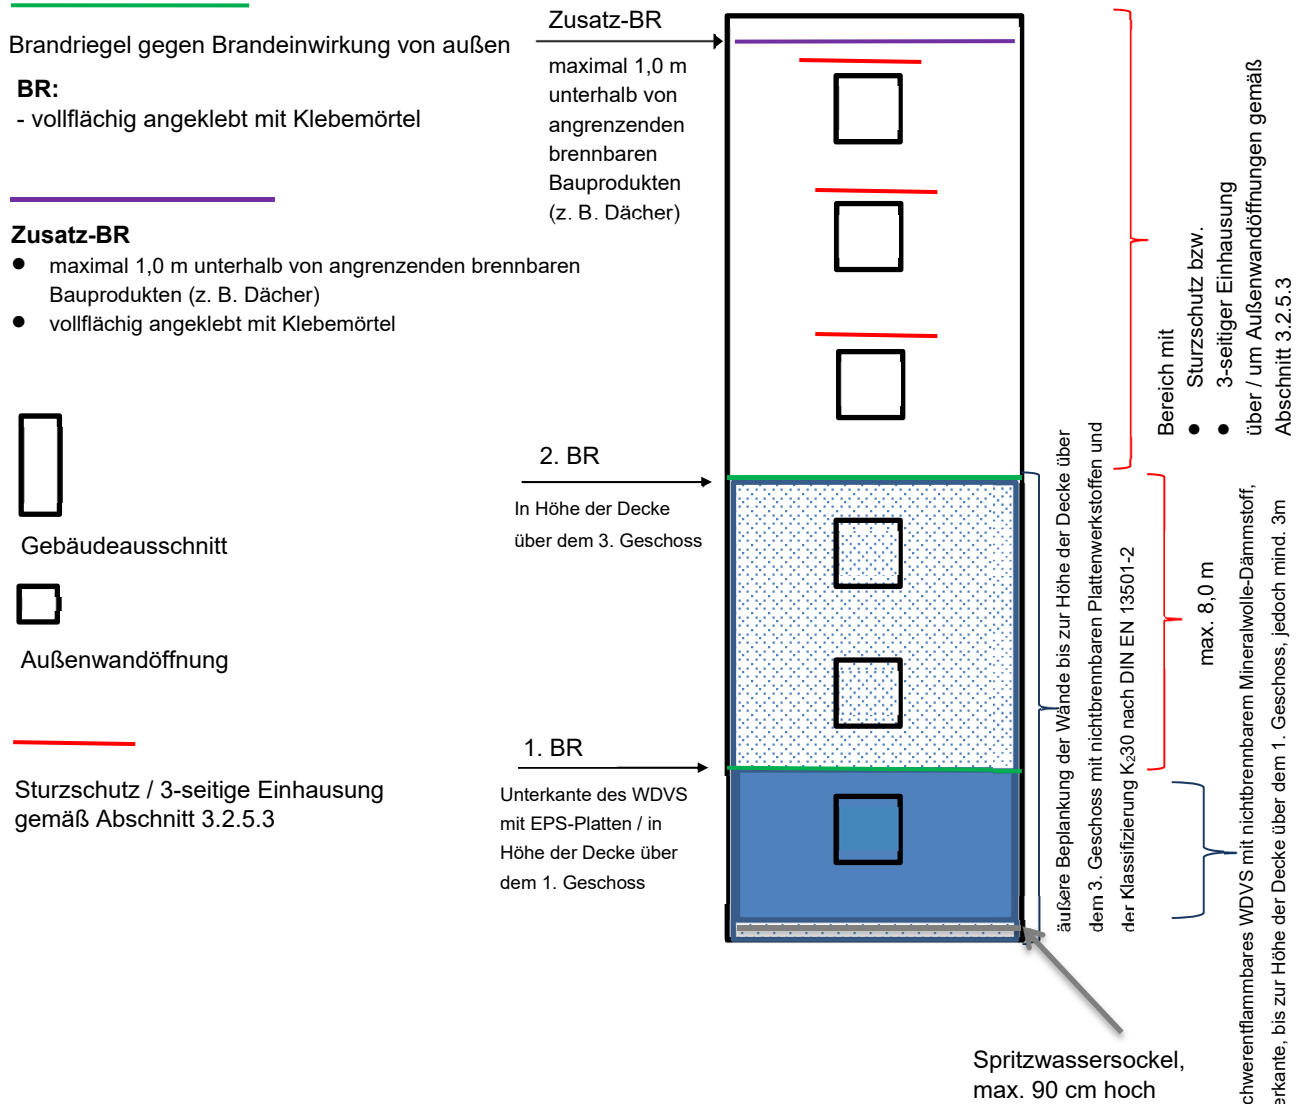 Brandriegel gegen Brandeinwirkung von außen
BR:
- vollflächig angeklebt mit Klebemörtel
Zusatz-BR
● maximal 1,0 m unterhalb von angrenzenden brennbaren
Bauprodukten (z. B. Dächer)
● vollflächig angeklebt mit Klebemörtel
Gebäudeausschnitt
Außenwandöffnung
Sturzschutz / 3-seitige Einhausung
gemäß Abschnitt 3.2.5.3
Zusatz-BR
maximal 1,0 m
unterhalb von
angrenzenden
brennbaren
Bauprodukten
(z. B. Dächer)
2. BR
In Höhe der Decke
über dem 3. Geschoss
1. BR
Unterkante des WDVS
mit EPS-Platten / in
Höhe der Decke über
dem 1. Geschoss
äußere Beplankung der Wände bis zur Höhe der Decke über
dem 3. Geschoss mit nichtbrennbaren Plattenwerkstoffen und
der Klassifizierung K₂30 nach DIN EN 13501-2
Bereich mit
● Sturzschutz bzw.
● 3-seitiger Einhausung
über / um Außenwandöffnungen gemäß
Abschnitt 3.2.5.3
max. 8,0 m
chwerentflammbares WDVS mit nichtbrennbarem Mineralwolle-Dämmstoff,
erkante, bis zur Höhe der Decke über dem 1. Geschoss, jedoch mind. 3m
Spritzwassersockel,
max. 90 cm hoch